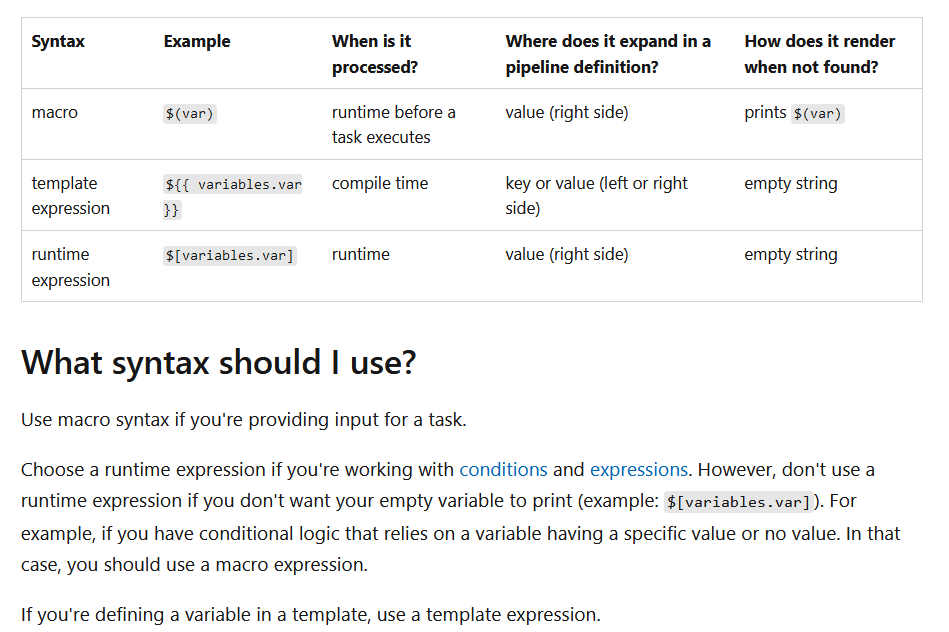 Syntax Example When is it processed? Where does it expand in a pipeline definition? How does it render when not found?
macro $(var) runtime before a task executes value (right side) prints $(var)
template expression ${{ variables.var }} compile time key or value (left or right side) empty string
runtime expression $[variables.var] runtime value (right side) empty string
What syntax should I use?
Use macro syntax if you're providing input for a task.
Choose a runtime expression if you're working with conditions and expressions. However, don't use a
runtime expression if you don't want your empty variable to print (example: $[variables.var]). For
example, if you have conditional logic that relies on a variable having a specific value or no value. In that
case, you should use a macro expression.
If you're defining a variable in a template, use a template expression.